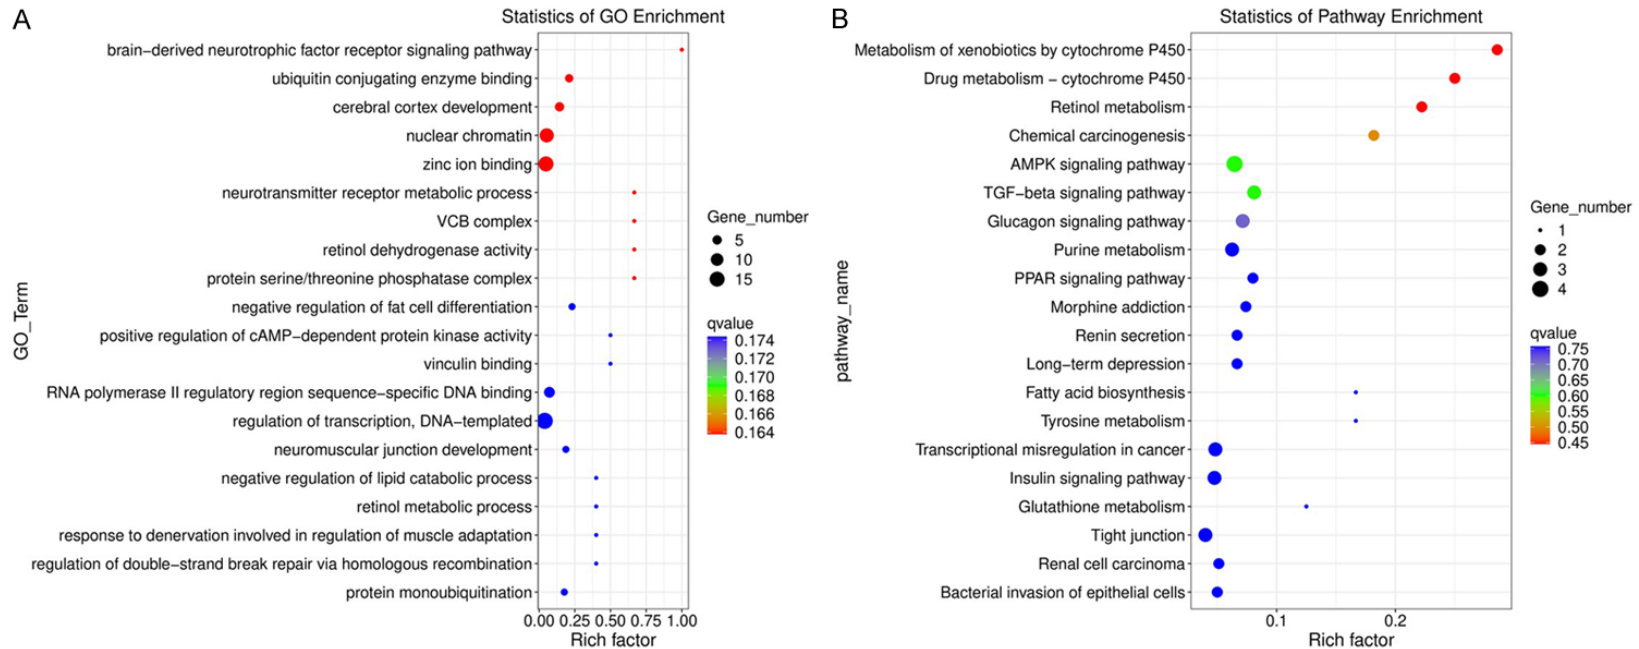 A
Statistics of GO Enrichment
GO_Term
brain−derived neurotrophic factor receptor signaling pathway
ubiquitin conjugating enzyme binding
cerebral cortex development
nuclear chromatin
zinc ion binding
neurotransmitter receptor metabolic process
VCB complex
retinol dehydrogenase activity
protein serine/threonine phosphatase complex
negative regulation of fat cell differentiation
positive regulation of cAMP−dependent protein kinase activity
vinculin binding
RNA polymerase II regulatory region sequence−specific DNA binding
regulation of transcription, DNA−templated
neuromuscular junction development
negative regulation of lipid catabolic process
retinol metabolic process
response to denervation involved in regulation of muscle adaptation
regulation of double−strand break repair via homologous recombination
protein monoubiquitination
0.00 0.25 0.50 0.75 1.00
Rich factor
Gene_number
5
10
15
qvalue
0.174
0.172
0.170
0.168
0.166
0.164
B
Statistics of Pathway Enrichment
pathway_name
Metabolism of xenobiotics by cytochrome P450
Drug metabolism − cytochrome P450
Retinol metabolism
Chemical carcinogenesis
AMPK signaling pathway
TGF−beta signaling pathway
Glucagon signaling pathway
Purine metabolism
PPAR signaling pathway
Morphine addiction
Renin secretion
Long−term depression
Fatty acid biosynthesis
Tyrosine metabolism
Transcriptional misregulation in cancer
Insulin signaling pathway
Glutathione metabolism
Tight junction
Renal cell carcinoma
Bacterial invasion of epithelial cells
0.1 0.2
Rich factor
Gene_number
1
2
3
4
qvalue
0.75
0.70
0.65
0.60
0.55
0.50
0.45